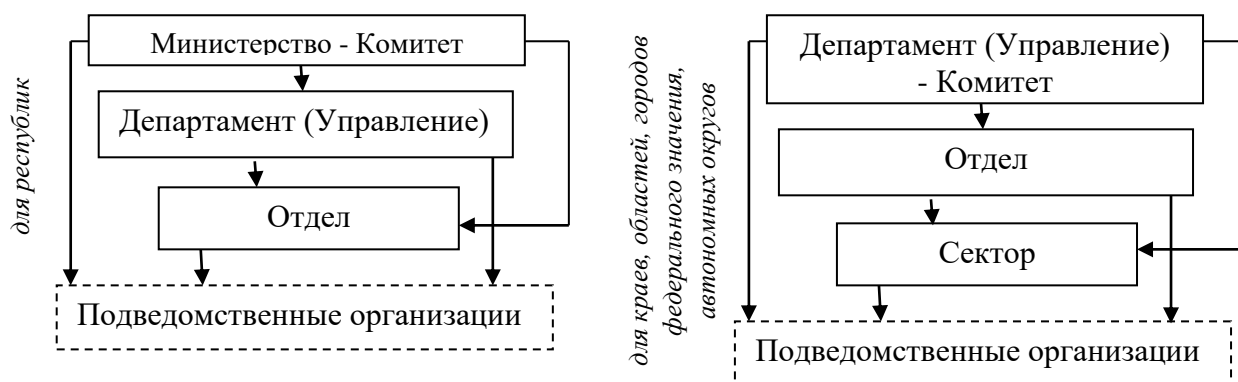 для республик
Министерство - Комитет
Департамент (Управление)
Отдел
Подведомственные организации
для краев, областей, городов
федерального значения,
автономных округов
Департамент (Управление)
- Комитет
Отдел
Сектор
Подведомственные организации